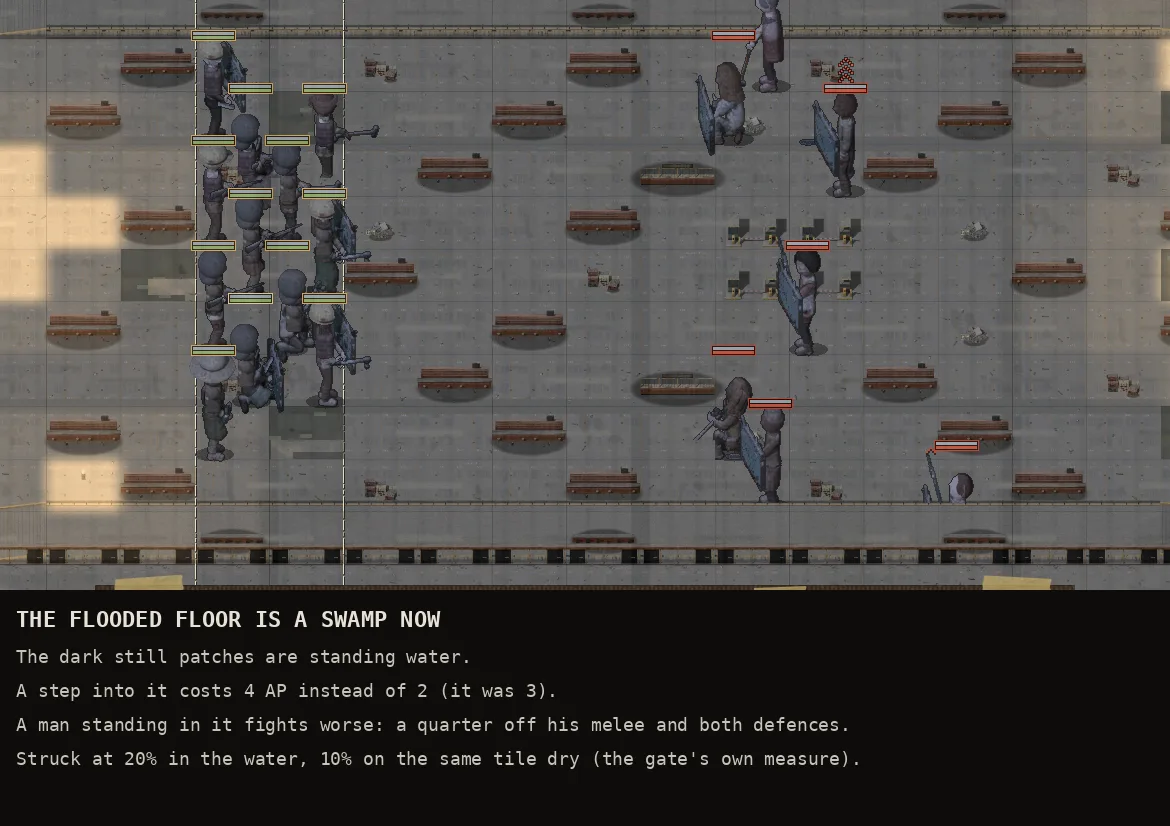 THE FLOODED FLOOR IS A SWAMP NOW
The dark still patches are standing water.
A step into it costs 4 AP instead of 2 (it was 3).
A man standing in it fights worse: a quarter off his melee and both defences.
Struck at 20% in the water, 10% on the same tile dry (the gate's own measure).